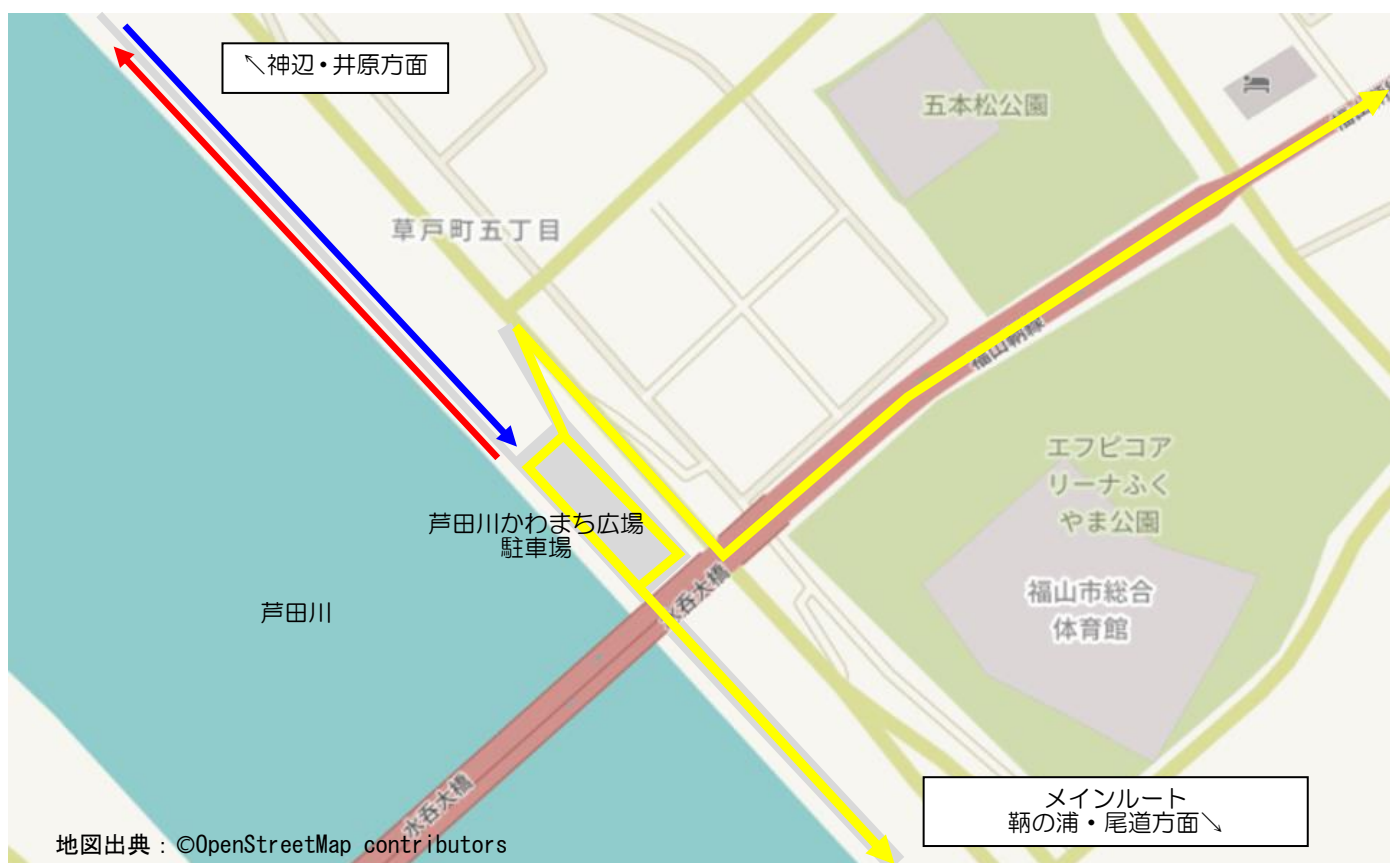 ↖神辺・井原方面
五本松公園
草戸町五丁目
福山鞆線
エフピコア
リーナふく
やま公園
芦田川かわまち広場
駐車場
水呑大橋
福山市総合
体育館
芦田川
水呑大橋
メインルート
鞆の浦・尾道方面↘
地図出典：©OpenStreetMap contributors